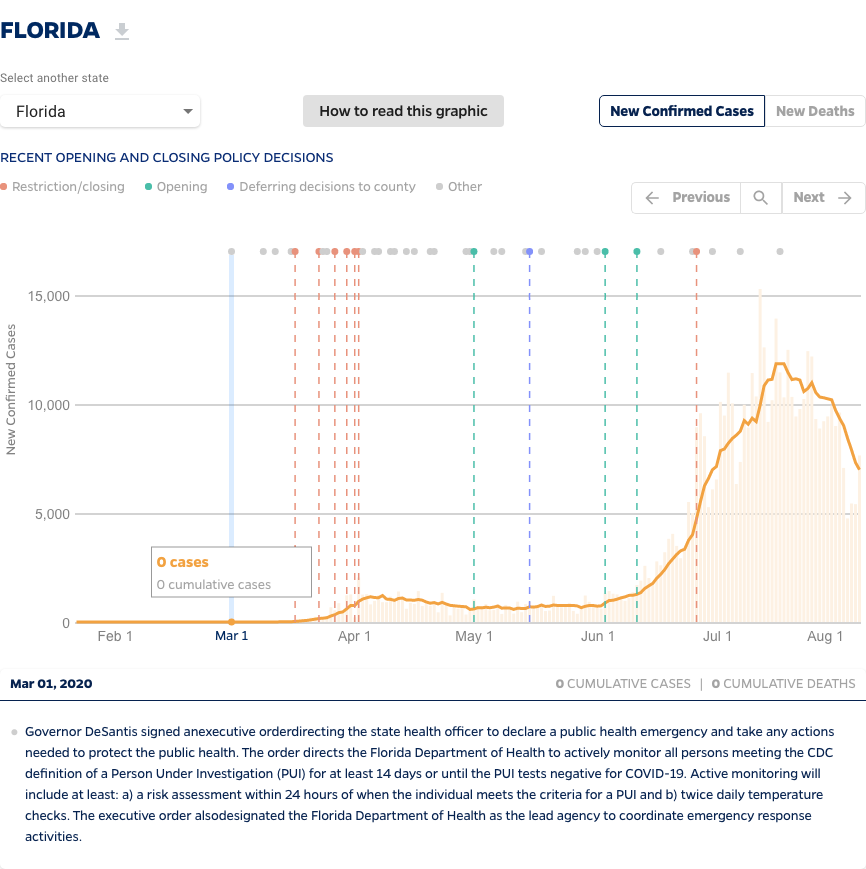 FLORIDA
Select another state
Florida
How to read this graphic
New Confirmed Cases
New Deaths
RECENT OPENING AND CLOSING POLICY DECISIONS
Restriction/closing
Opening
Deferring decisions to county
Other
Previous
Next
15,000
10,000
5,000
0
New Confirmed Cases
0 cases
0 cumulative cases
Feb 1
Mar 1
Apr 1
May 1
Jun 1
Jul 1
Aug 1
Mar 01, 2020
0 CUMULATIVE CASES | 0 CUMULATIVE DEATHS
Governor DeSantis signed anexecutive orderdirecting the state health officer to declare a public health emergency and take any actions
needed to protect the public health. The order directs the Florida Department of Health to actively monitor all persons meeting the CDC
definition of a Person Under Investigation (PUI) for at least 14 days or until the PUI tests negative for COVID-19. Active monitoring will
include at least: a) a risk assessment within 24 hours of when the individual meets the criteria for a PUI and b) twice daily temperature
checks. The executive order alsodesignated the Florida Department of Health as the lead agency to coordinate emergency response
activities.